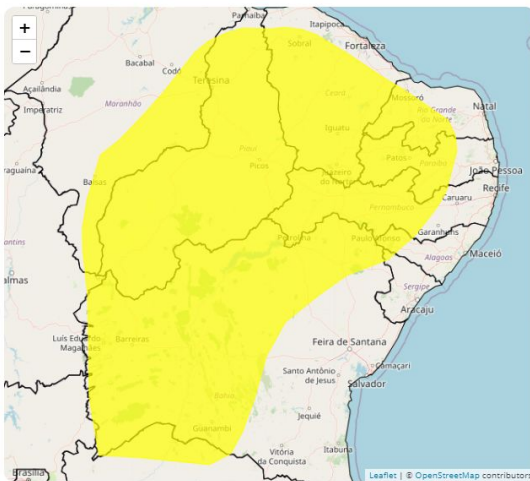 +
−
Parnaíba
Itapipoca
Sobral
Fortaleza
Bacabal
Codó
Teresina
Açailândia
Imperatriz
Maranhão
Ceará
Mossoró
Rio Grande
do Norte
Natal
Iguatu
Piauí
Picos
Patos
Paraíba
João Pessoa
Juazeiro
do Norte
Balsas
Recife
Pernambuco
Caruaru
Garanhuns
Petrolina
Paulo Afonso
Alagoas
Maceió
almas
Sergipe
Aracaju
Luís Eduardo
Magalhães
Barreiras
Feira de Santana
Santo Antônio
de Jesus
Camaçari
Salvador
Bahia
Jequié
Guanambi
Vitória
da Conquista
Itabuna
Brasília
Leaflet | © OpenStreetMap contributors